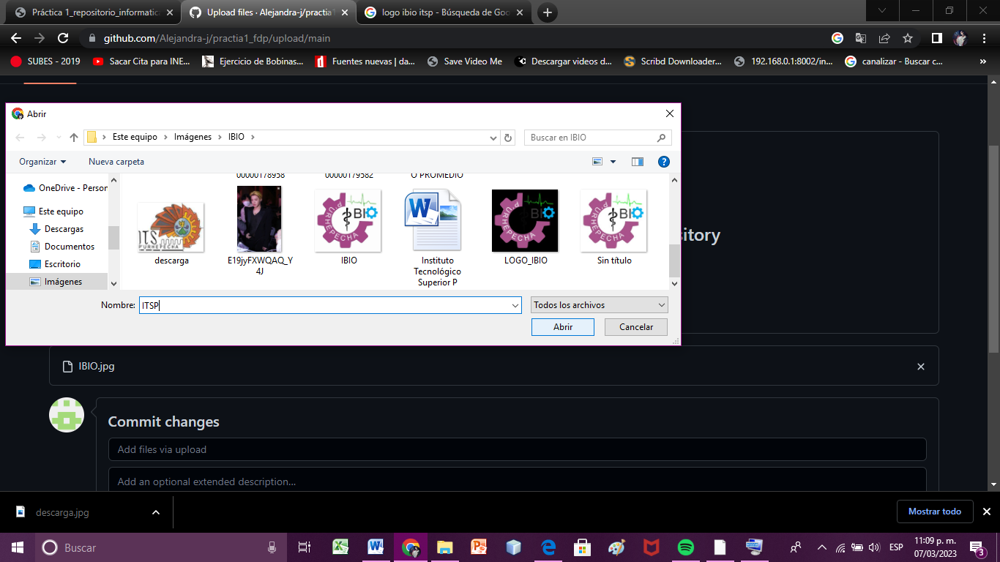 Práctica 1_repositorio_informatica
Upload files · Alejandra-j/practia1
logo ibio itsp - Búsqueda de Goo
github.com/Alejandra-j/practia1_fdp/upload/main
SUBES - 2019
Sacar Cita para INE...
Ejercicio de Bobinas...
Fuentes nuevas | da...
Save Video Me
Descargar videos d...
Scribd Downloader...
192.168.0.1:8002/in...
canalizar - Buscar c...
»
Abrir
Este equipo > Imágenes > IBIO >
Buscar en IBIO
Organizar
Nueva carpeta
OneDrive - Person
Este equipo
Descargas
Documentos
Escritorio
Imágenes
00000178958
00000179582
O PROMEDIO
ITS
PURHEPECHA
IBIO
PURHEPECHA
W
IBIO
PURHEPECHA
IBIO
PURHEPECHA
descarga
E19jyFXWQAQ_Y
4J
IBIO
Instituto
Tecnológico
Superior P
LOGO_IBIO
Sin título
Nombre:
ITSP
Todos los archivos
Abrir
Cancelar
sitory
IBIO.jpg
Commit changes
Add files via upload
Add an optional extended description...
descarga.jpg
Mostrar todo
Buscar
ESP
11:09 p. m.
07/03/2023
3